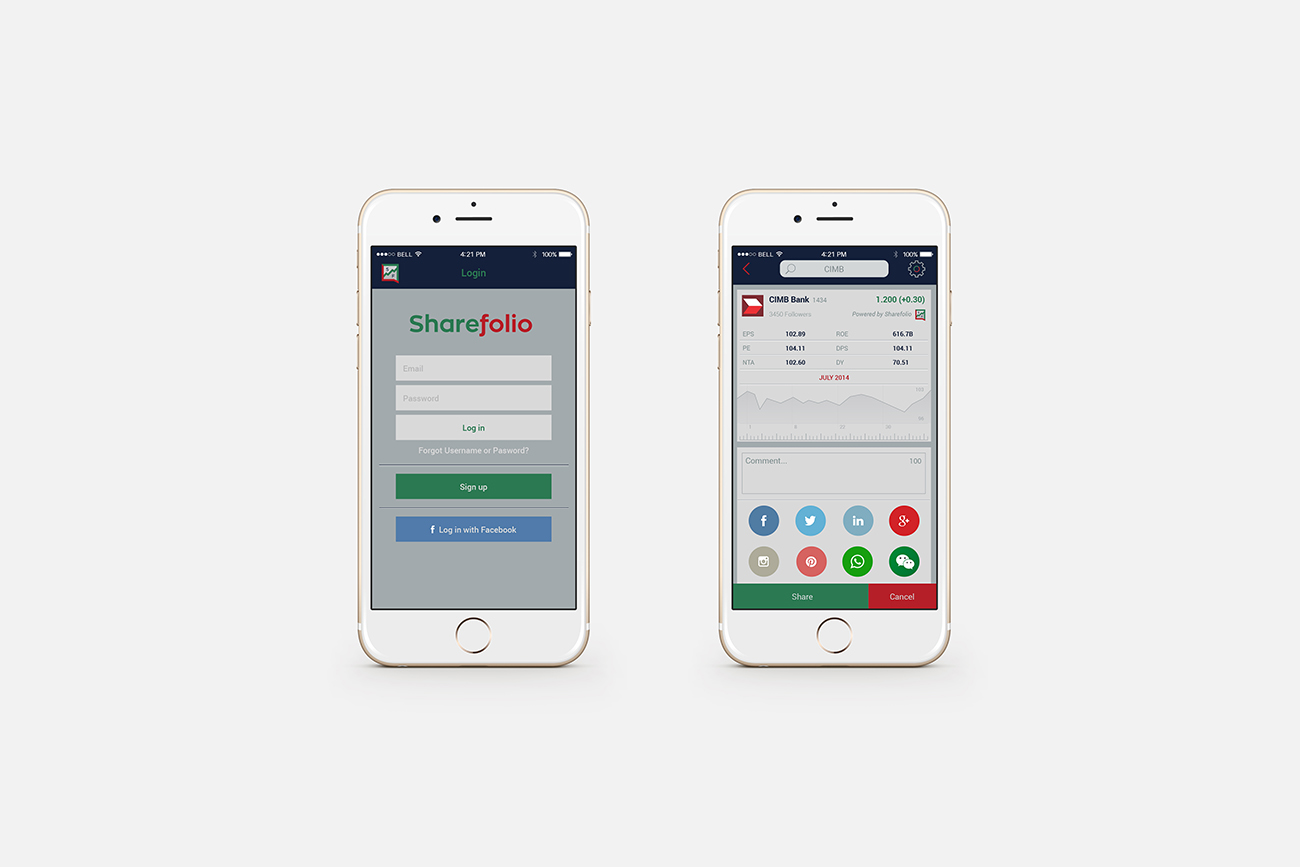 BELL 4:21 PM 100%
Login
Sharefolio
Email
Password
Log in
Forgot Username or Pasword?
Sign up
f Log in with Facebook
BELL 4:21 PM 100%
CIMB
CIMB Bank 1434 1.200 (+0.30)
3450 Followers Powered by Sharefolio
EPS 102.89 ROE 616.7B
PE 104.11 DPS 104.11
NTA 102.60 DY 70.51
JULY 2014
100
50
Comment... 100
f in g+
Share Cancel